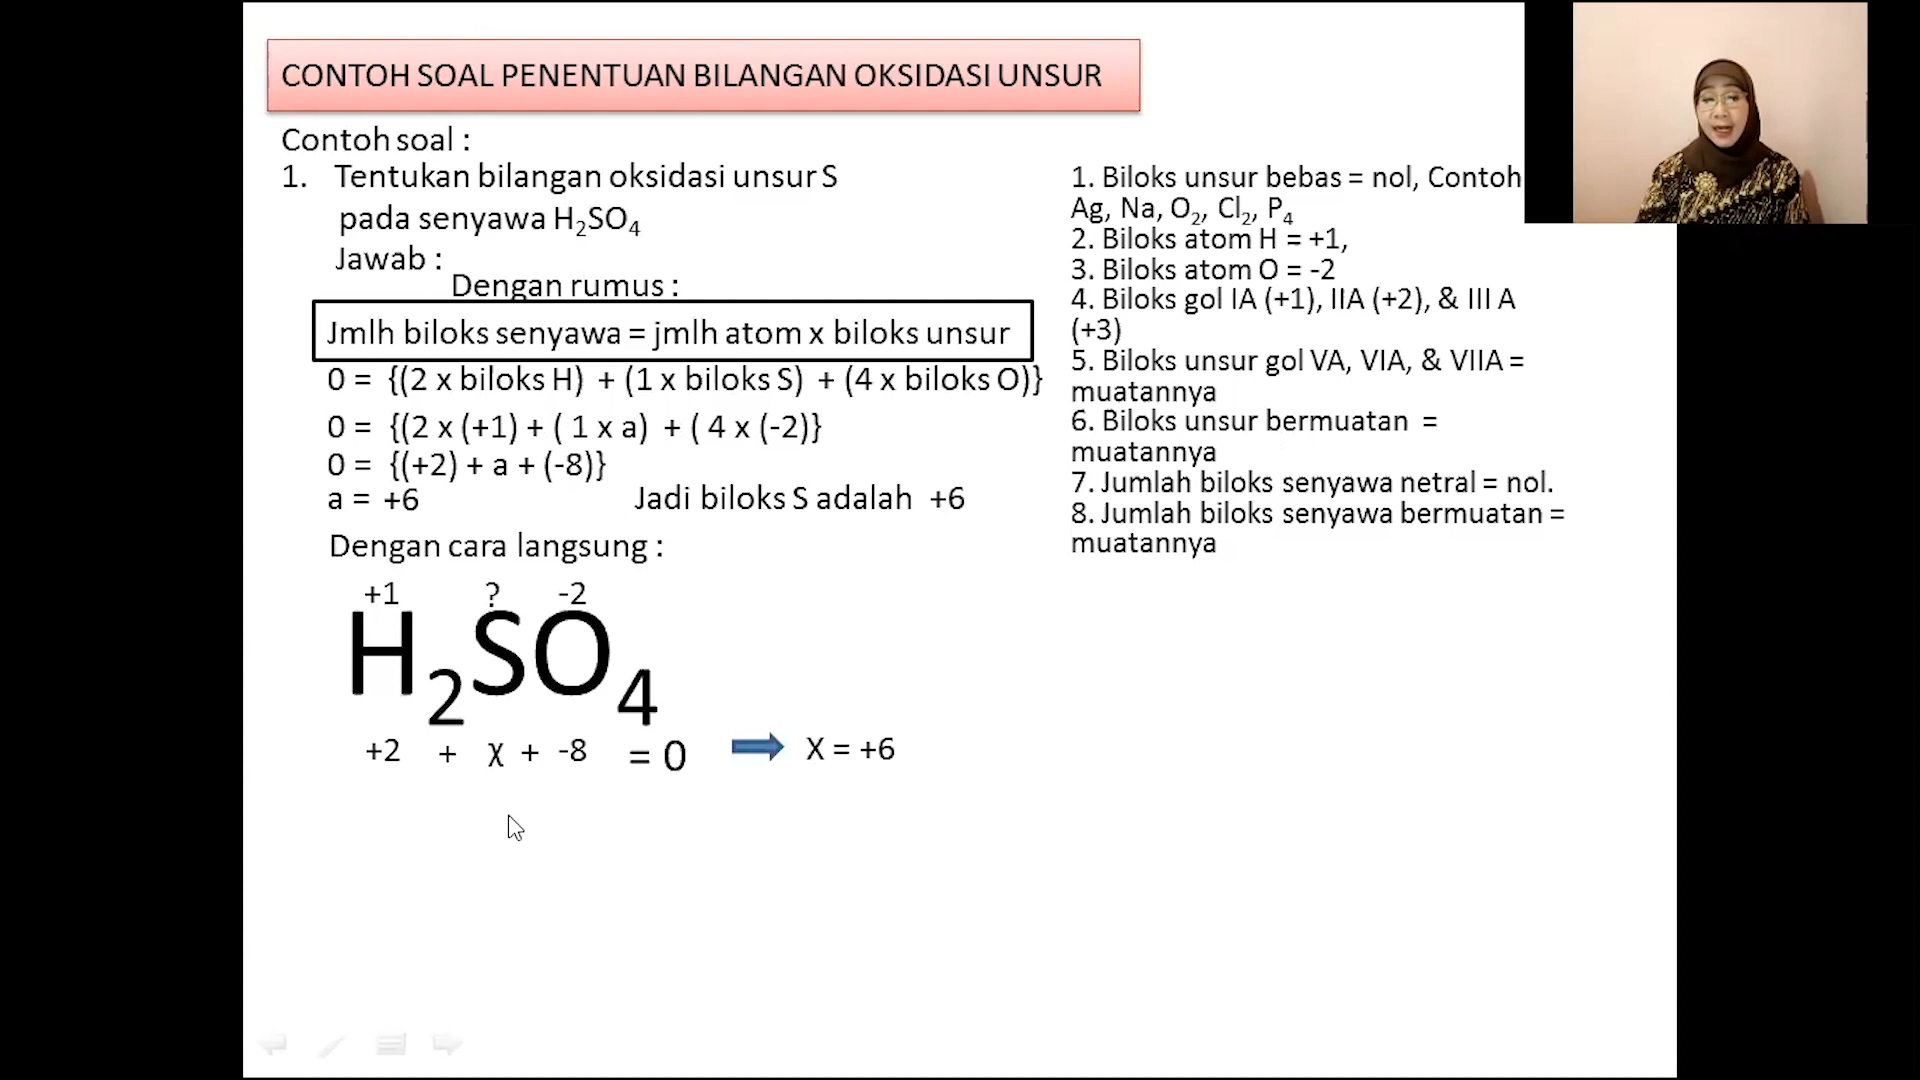 CONTOH SOAL PENENTUAN BILANGAN OKSIDASI UNSUR
Contoh soal :
1. Tentukan bilangan oksidasi unsur S
pada senyawa H₂SO₄
Jawab :
Dengan rumus :
Jmlh biloks senyawa = jmlh atom x biloks unsur
0 = {(2 x biloks H) + (1 x biloks S) + (4 x biloks O)}
0 = {(2 x (+1) + ( 1 x a) + ( 4 x (-2)}
0 = {(+2) + a + (-8)}
a = +6 Jadi biloks S adalah +6
Dengan cara langsung :
+1 ? -2
H₂SO₄
+2 + χ + -8 = 0 X = +6
1. Biloks unsur bebas = nol, Contoh
Ag, Na, O₂, Cl₂, P₄
2. Biloks atom H = +1,
3. Biloks atom O = -2
4. Biloks gol IA (+1), IIA (+2), & III A
(+3)
5. Biloks unsur gol VA, VIA, & VIIA =
muatannya
6. Biloks unsur bermuatan =
muatannya
7. Jumlah biloks senyawa netral = nol.
8. Jumlah biloks senyawa bermuatan =
muatannya